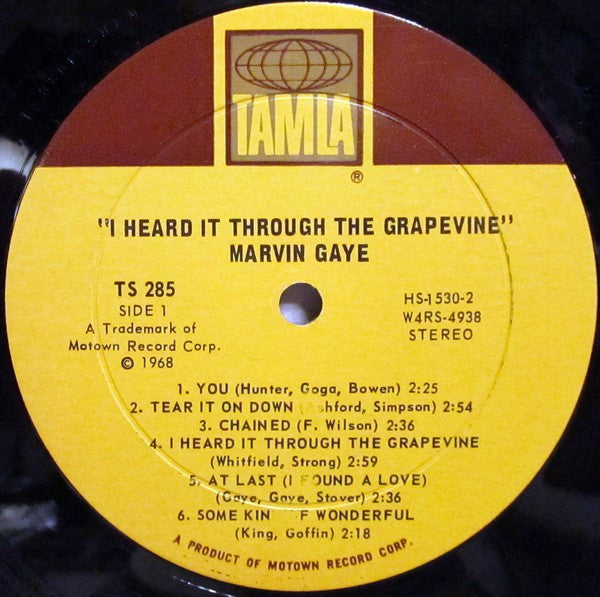 TAMLA
®
"I HEARD IT THROUGH THE GRAPEVINE"
MARVIN GAYE
TS 285
SIDE 1
A Trademark of
Motown Record Corp.
© 1968
HS-1530-2
W4RS-4938
STEREO
1. YOU (Hunter, Goga, Bowen) 2:25
2. TEAR IT ON DOWN ( shford, Simpson) 2:54
3. CHAINED (F. Wilson) 2:36
4. I HEARD IT THROUGH THE GRAPEVINE
(Whitfield, Strong) 2:59
5. AT LAST (I FOUND A LOVE)
(Gaye, Gaye, Stover) 2:36
6. SOME KIN F WONDERFUL
(King, Goffin) 2:18
A PRODUCT OF MOTOWN RECORD CORP.